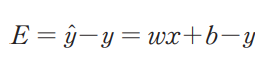 E = ŷ−y = wx+b−y